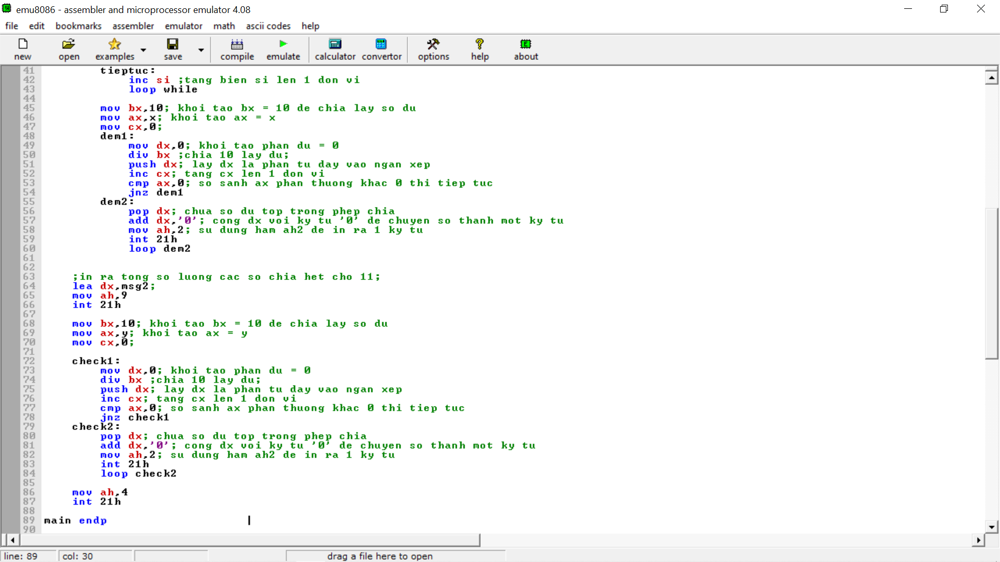 emu8086 - assembler and microprocessor emulator 4.08
file edit bookmarks assembler emulator math ascii codes help
new open examples save compile emulate calculator convertor options help about
41 tieptuc:
42 inc si ;tang bien si len 1 don vi
43 loop while
44
45 mov bx,10; khoi tao bx = 10 de chia lay so du
46 mov ax,x; khoi tao ax = x
47 mov cx,0;
48 dem1:
49 mov dx,0; khoi tao phan du = 0
50 div bx ;chia 10 lay du;
51 push dx; lay dx la phan tu day vao ngan xep
52 inc cx; tang cx len 1 don vi
53 cmp ax,0; so sanh ax phan thuong khac 0 thi tiep tuc
54 jnz dem1
55 dem2:
56 pop dx; chua so du top trong phep chia
57 add dx,'0'; cong dx voi ky tu '0' de chuyen so thanh mot ky tu
58 mov ah,2; su dung ham ah2 de in ra 1 ky tu
59 int 21h
60 loop dem2
61
62
63 ;in ra tong so luong cac so chia het cho 11;
64 lea dx,msg2;
65 mov ah,9
66 int 21h
67
68 mov bx,10; khoi tao bx = 10 de chia lay so du
69 mov ax,y; khoi tao ax = y
70 mov cx,0;
71
72 check1:
73 mov dx,0; khoi tao phan du = 0
74 div bx ;chia 10 lay du;
75 push dx; lay dx la phan tu day vao ngan xep
76 inc cx; tang cx len 1 don vi
77 cmp ax,0; so sanh ax phan thuong khac 0 thi tiep tuc
78 jnz check1
79 check2:
80 pop dx; chua so du top trong phep chia
81 add dx,'0'; cong dx voi ky tu '0' de chuyen so thanh mot ky tu
82 mov ah,2; su dung ham ah2 de in ra 1 ky tu
83 int 21h
84 loop check2
85
86 mov ah,4
87 int 21h
88
89 main endp
90
line: 89 col: 30 drag a file here to open